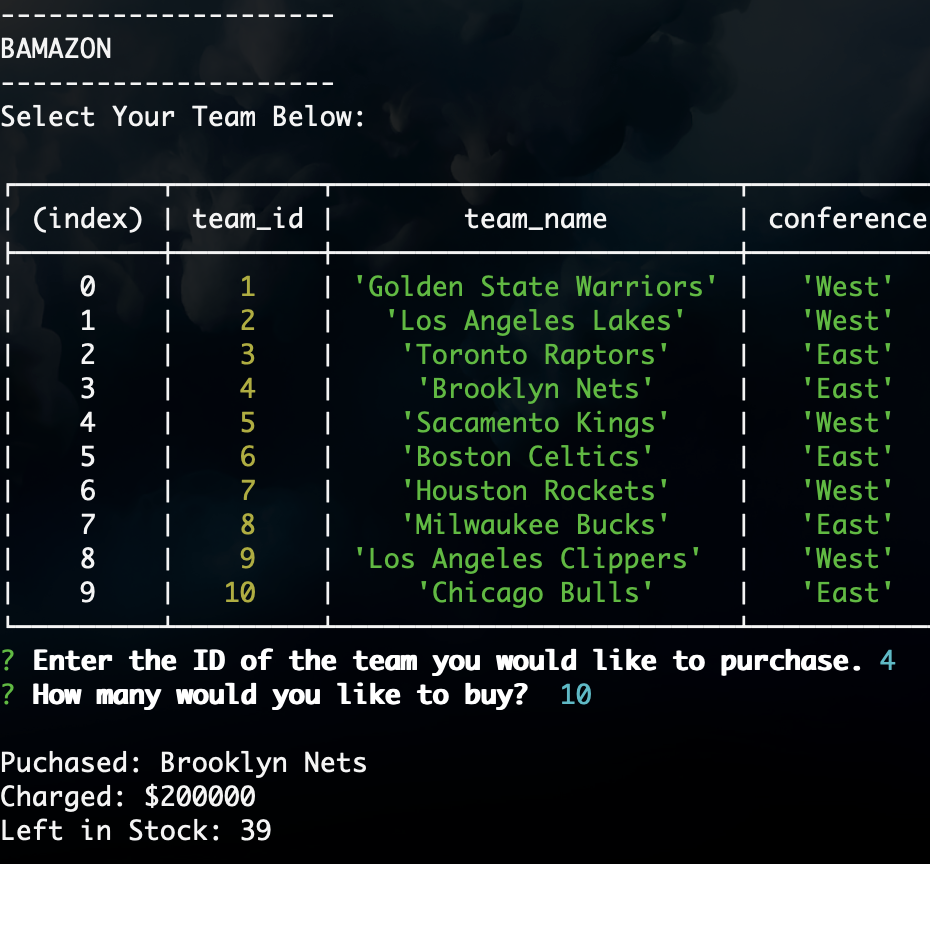 ---------------------
BAMAZON
---------------------
Select Your Team Below:
(index) | team_id | team_name | conference
0 | 1 | 'Golden State Warriors' | 'West'
1 | 2 | 'Los Angeles Lakes' | 'West'
2 | 3 | 'Toronto Raptors' | 'East'
3 | 4 | 'Brooklyn Nets' | 'East'
4 | 5 | 'Sacamento Kings' | 'West'
5 | 6 | 'Boston Celtics' | 'East'
6 | 7 | 'Houston Rockets' | 'West'
7 | 8 | 'Milwaukee Bucks' | 'East'
8 | 9 | 'Los Angeles Clippers' | 'West'
9 | 10 | 'Chicago Bulls' | 'East'
? Enter the ID of the team you would like to purchase. 4
? How many would you like to buy? 10
Puchased: Brooklyn Nets
Charged: $200000
Left in Stock: 39